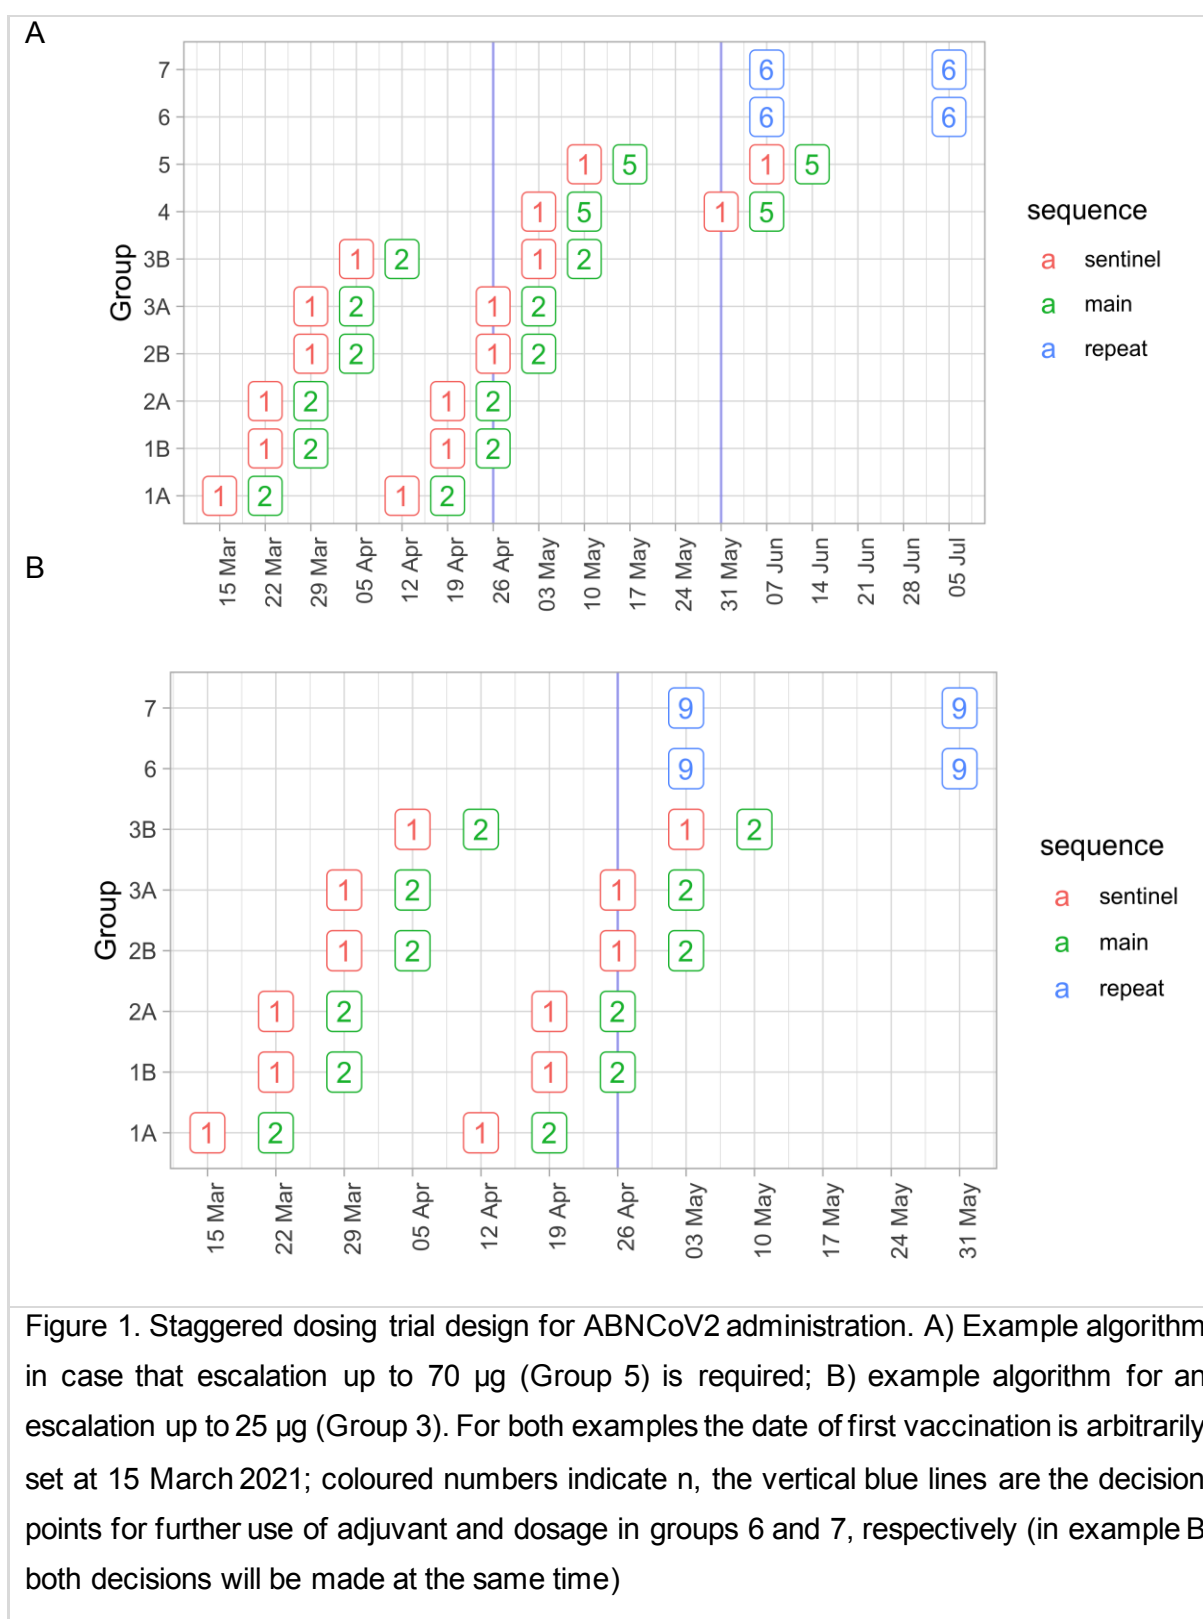 A
7 6 6
6 6 6
5 1 5 1 5
4 1 5 1 5
3B 1 2 1 2
3A 1 2 1 2
2B 1 2 1 2
2A 1 2 1 2
1B 1 2 1 2
1A 1 2 1 2
Group
15 Mar 22 Mar 29 Mar 05 Apr 12 Apr 19 Apr 26 Apr 03 May 10 May 17 May 24 May 31 May 07 Jun 14 Jun 21 Jun 28 Jun 05 Jul
sequence
a sentinel
a main
a repeat
B
7 9 9
6 9 9
3B 1 2 1 2
3A 1 2 1 2
2B 1 2 1 2
2A 1 2 1 2
1B 1 2 1 2
1A 1 2 1 2
Group
15 Mar 22 Mar 29 Mar 05 Apr 12 Apr 19 Apr 26 Apr 03 May 10 May 17 May 24 May 31 May
sequence
a sentinel
a main
a repeat
Figure 1. Staggered dosing trial design for ABNCoV2 administration. A) Example algorithm
in case that escalation up to 70 µg (Group 5) is required; B) example algorithm for an
escalation up to 25 µg (Group 3). For both examples the date of first vaccination is arbitrarily
set at 15 March 2021; coloured numbers indicate n, the vertical blue lines are the decision
points for further use of adjuvant and dosage in groups 6 and 7, respectively (in example B
both decisions will be made at the same time)